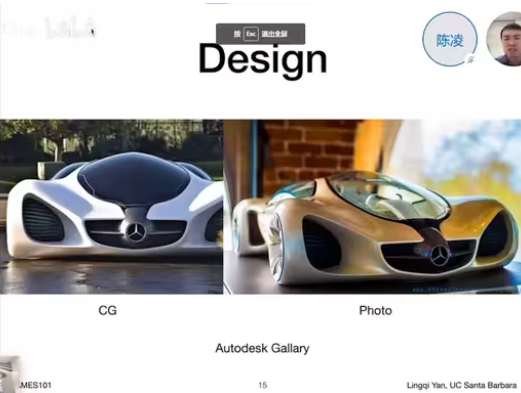 按 Esc 退出全屏
陈凌
Design
CG
Photo
Autodesk Gallary
MES101
15
Lingqi Yan, UC Santa Barbara